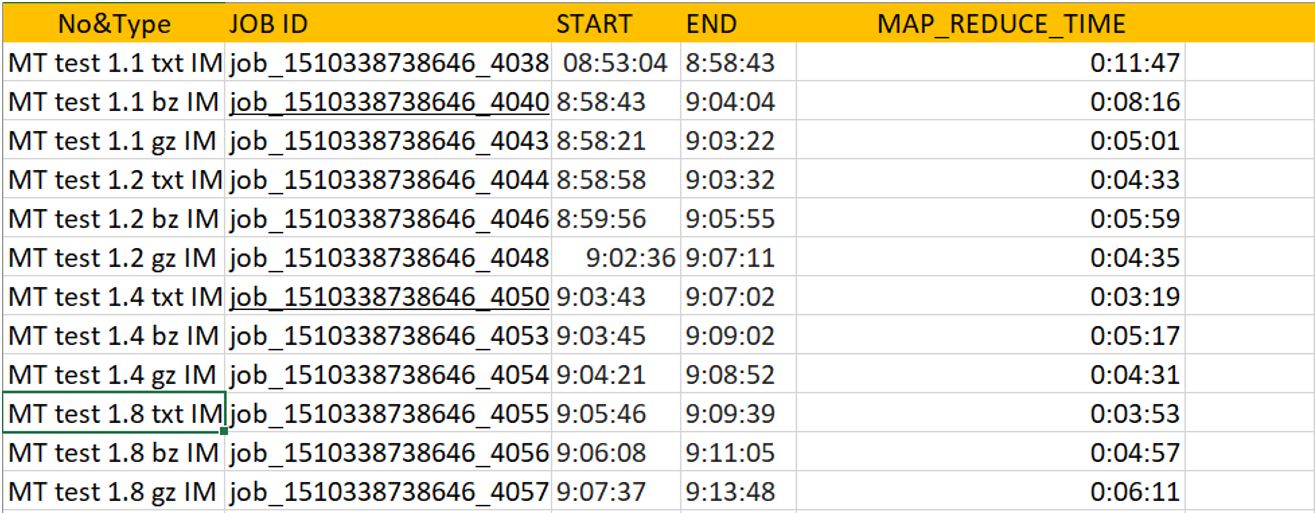 No&Type JOB ID START END MAP_REDUCE_TIME
MT test 1.1 txt IM job_1510338738646_4038 08:53:04 8:58:43 0:11:47
MT test 1.1 bz IM job_1510338738646_4040 8:58:43 9:04:04 0:08:16
MT test 1.1 gz IM job_1510338738646_4043 8:58:21 9:03:22 0:05:01
MT test 1.2 txt IM job_1510338738646_4044 8:58:58 9:03:32 0:04:33
MT test 1.2 bz IM job_1510338738646_4046 8:59:56 9:05:55 0:05:59
MT test 1.2 gz IM job_1510338738646_4048 9:02:36 9:07:11 0:04:35
MT test 1.4 txt IM job_1510338738646_4050 9:03:43 9:07:02 0:03:19
MT test 1.4 bz IM job_1510338738646_4053 9:03:45 9:09:02 0:05:17
MT test 1.4 gz IM job_1510338738646_4054 9:04:21 9:08:52 0:04:31
MT test 1.8 txt IM job_1510338738646_4055 9:05:46 9:09:39 0:03:53
MT test 1.8 bz IM job_1510338738646_4056 9:06:08 9:11:05 0:04:57
MT test 1.8 gz IM job_1510338738646_4057 9:07:37 9:13:48 0:06:11